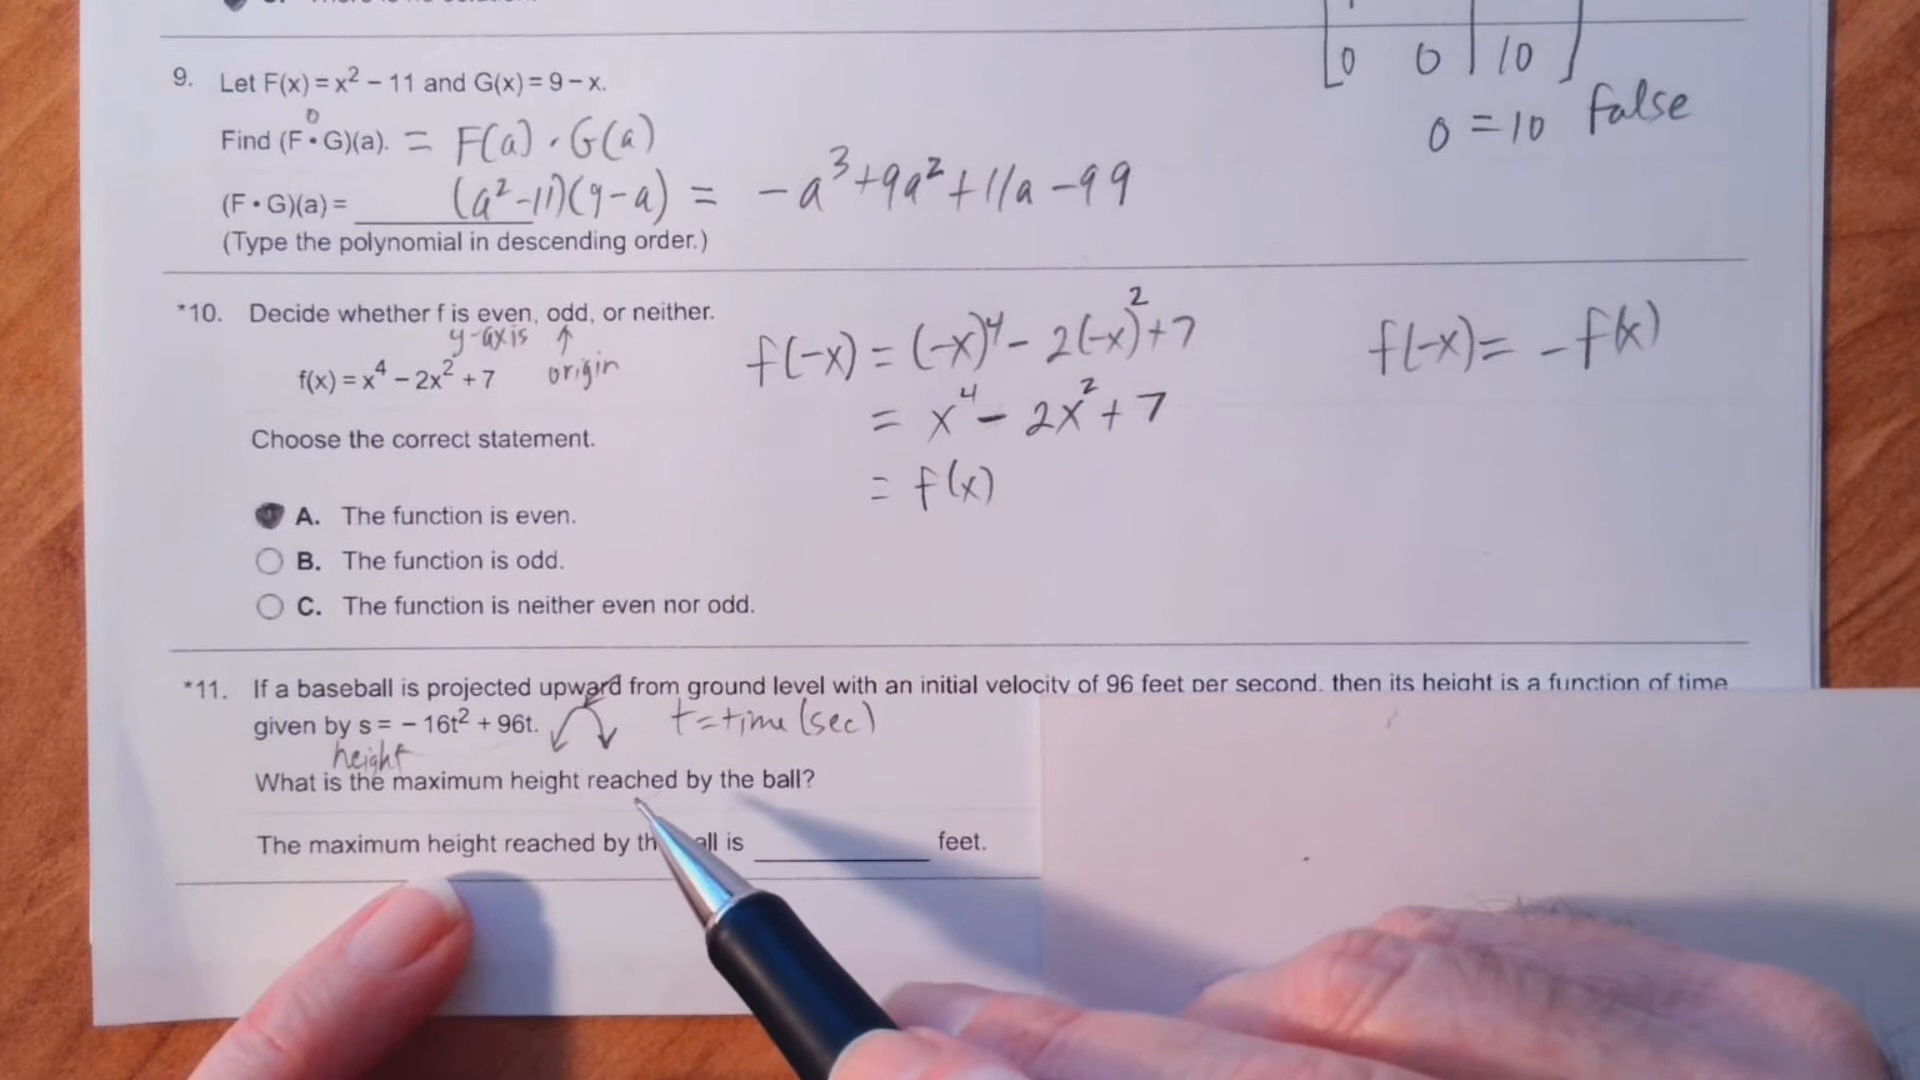 0 0 10
0 = 10 false
9. Let F(x) = x² – 11 and G(x) = 9 – x.
Find (F • G)(a). = F(a) · G(a)
(F • G)(a) = (a²-11)(9-a) = -a³+9a²+11a-99
(Type the polynomial in descending order.)
*10. Decide whether f is even, odd, or neither.
y-axis ↑
origin
f(x) = x⁴ – 2x² + 7
f(-x) = (-x)⁴ - 2(-x)² + 7
= x⁴ - 2x² + 7
= f(x)
f(-x) = -f(x)
Choose the correct statement.
A. The function is even.
B. The function is odd.
C. The function is neither even nor odd.
*11. If a baseball is projected upward from ground level with an initial velocity of 96 feet per second, then its height is a function of time
given by s = – 16t² + 96t. t=time (sec)
height
What is the maximum height reached by the ball?
The maximum height reached by is feet.